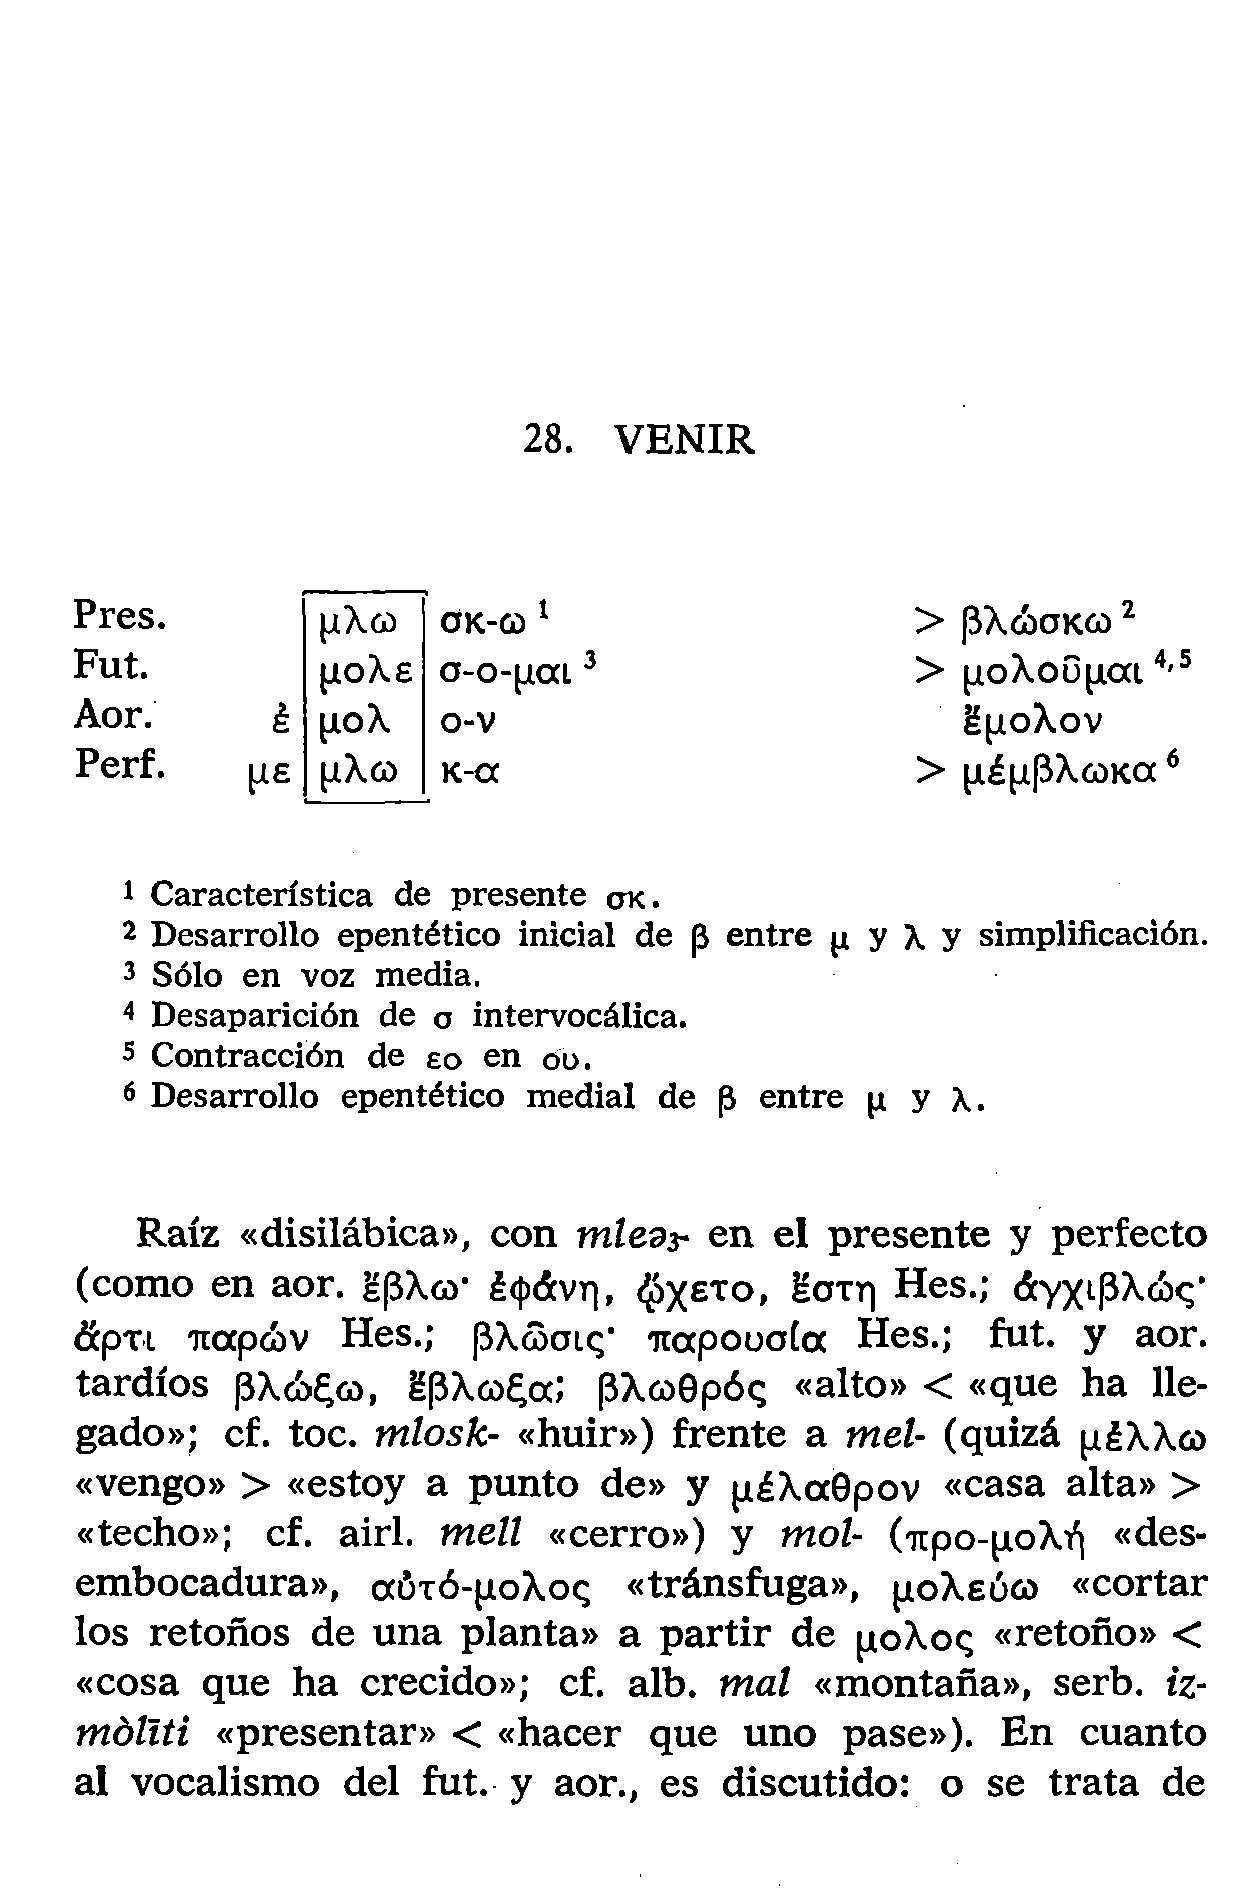 28. VENIR
Pres. μλω σκ-ω ¹ > βλώσκω ²
Fut. μολε σ-ο-μαι ³ > μολοῦμαι ⁴,⁵
Aor. ἐ μολ ο-ν ἔμολον
Perf. με μλω κ-α > μέμβλωκα ⁶
¹ Característica de presente σκ.
² Desarrollo epentético inicial de β entre μ y λ y simplificación.
³ Sólo en voz media.
⁴ Desaparición de σ intervocálica.
⁵ Contracción de εο en ου.
⁶ Desarrollo epentético medial de β entre μ y λ.
Raíz «disilábica», con mleə₃- en el presente y perfecto
(como en aor. ἔβλω· ἐφάνη, ᾤχετο, ἔστη Hes.; ἀγχιβλώς·
ἄρτι παρών Hes.; βλῶσις· παρουσία Hes.; fut. y aor.
tardíos βλώξω, ἔβλωξα; βλωθρός «alto» < «que ha lle-
gado»; cf. toc. mlosk- «huir») frente a mel- (quizá μέλλω
«vengo» > «estoy a punto de» y μέλαθρον «casa alta» >
«techo»; cf. airl. mell «cerro») y mol- (προ-μολή «des-
embocadura», αὐτό-μολος «tránsfuga», μολεύω «cortar
los retoños de una planta» a partir de μολος «retoño» <
«cosa que ha crecido»; cf. alb. mal «montaña», serb. iz-
mòlīti «presentar» < «hacer que uno pase»). En cuanto
al vocalismo del fut. y aor., es discutido: o se trata de